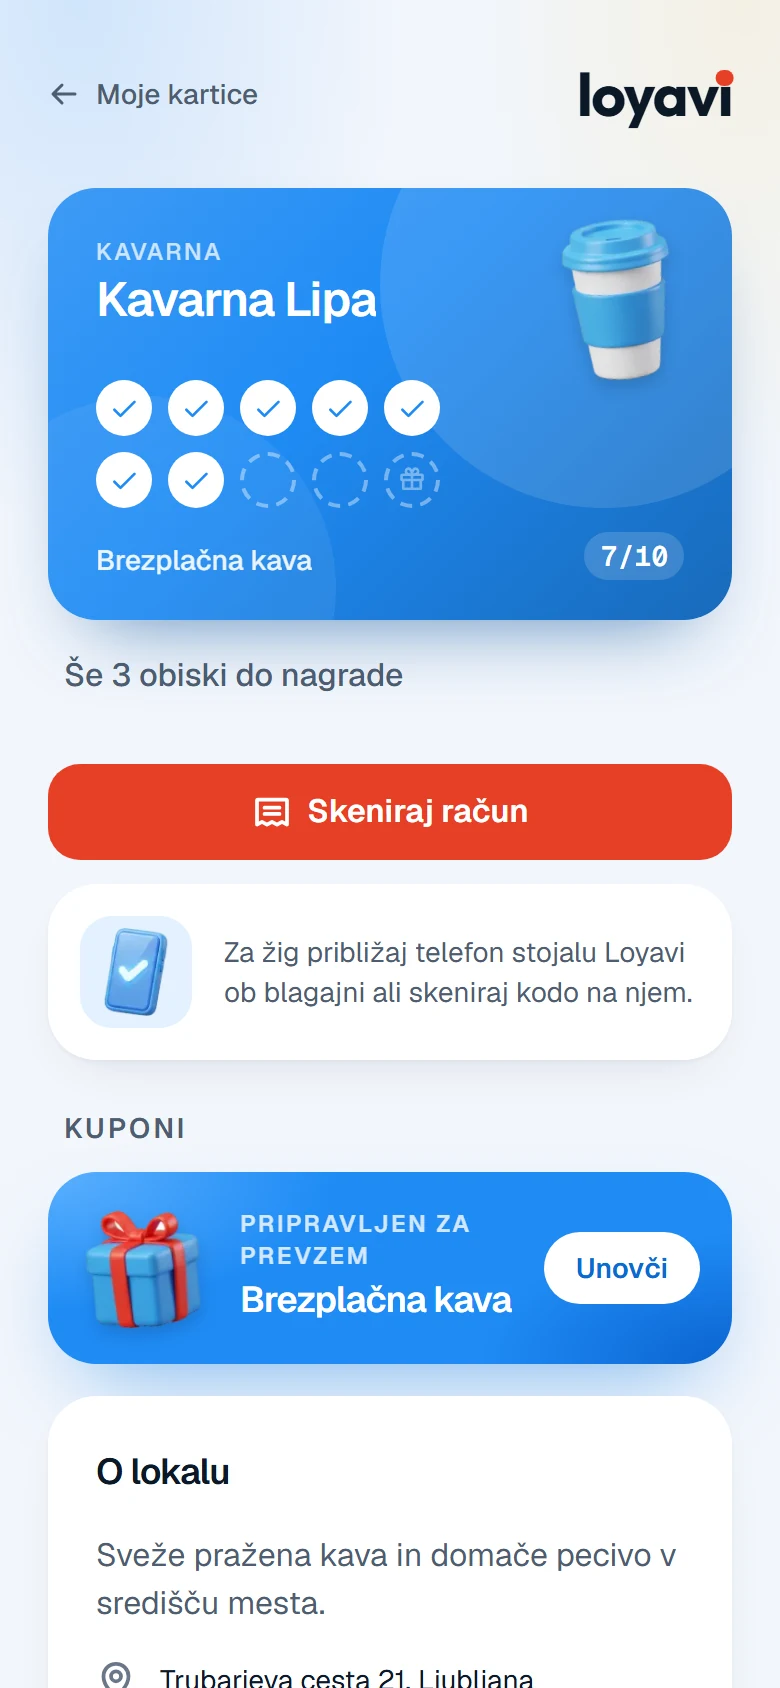 Moje kartice
loyavi
KAVARNA
Kavarna Lipa
Brezplačna kava
7/10
Še 3 obiski do nagrade
Skeniraj račun
Za žig približaj telefon stojalu Loyavi
ob blagajni ali skeniraj kodo na njem.
KUPONI
PRIPRAVLJEN ZA
PREVZEM
Brezplačna kava
Unovči
O lokalu
Sveže pražena kava in domače pecivo v
središču mesta.
Trubarjeva cesta 21, Ljubljana